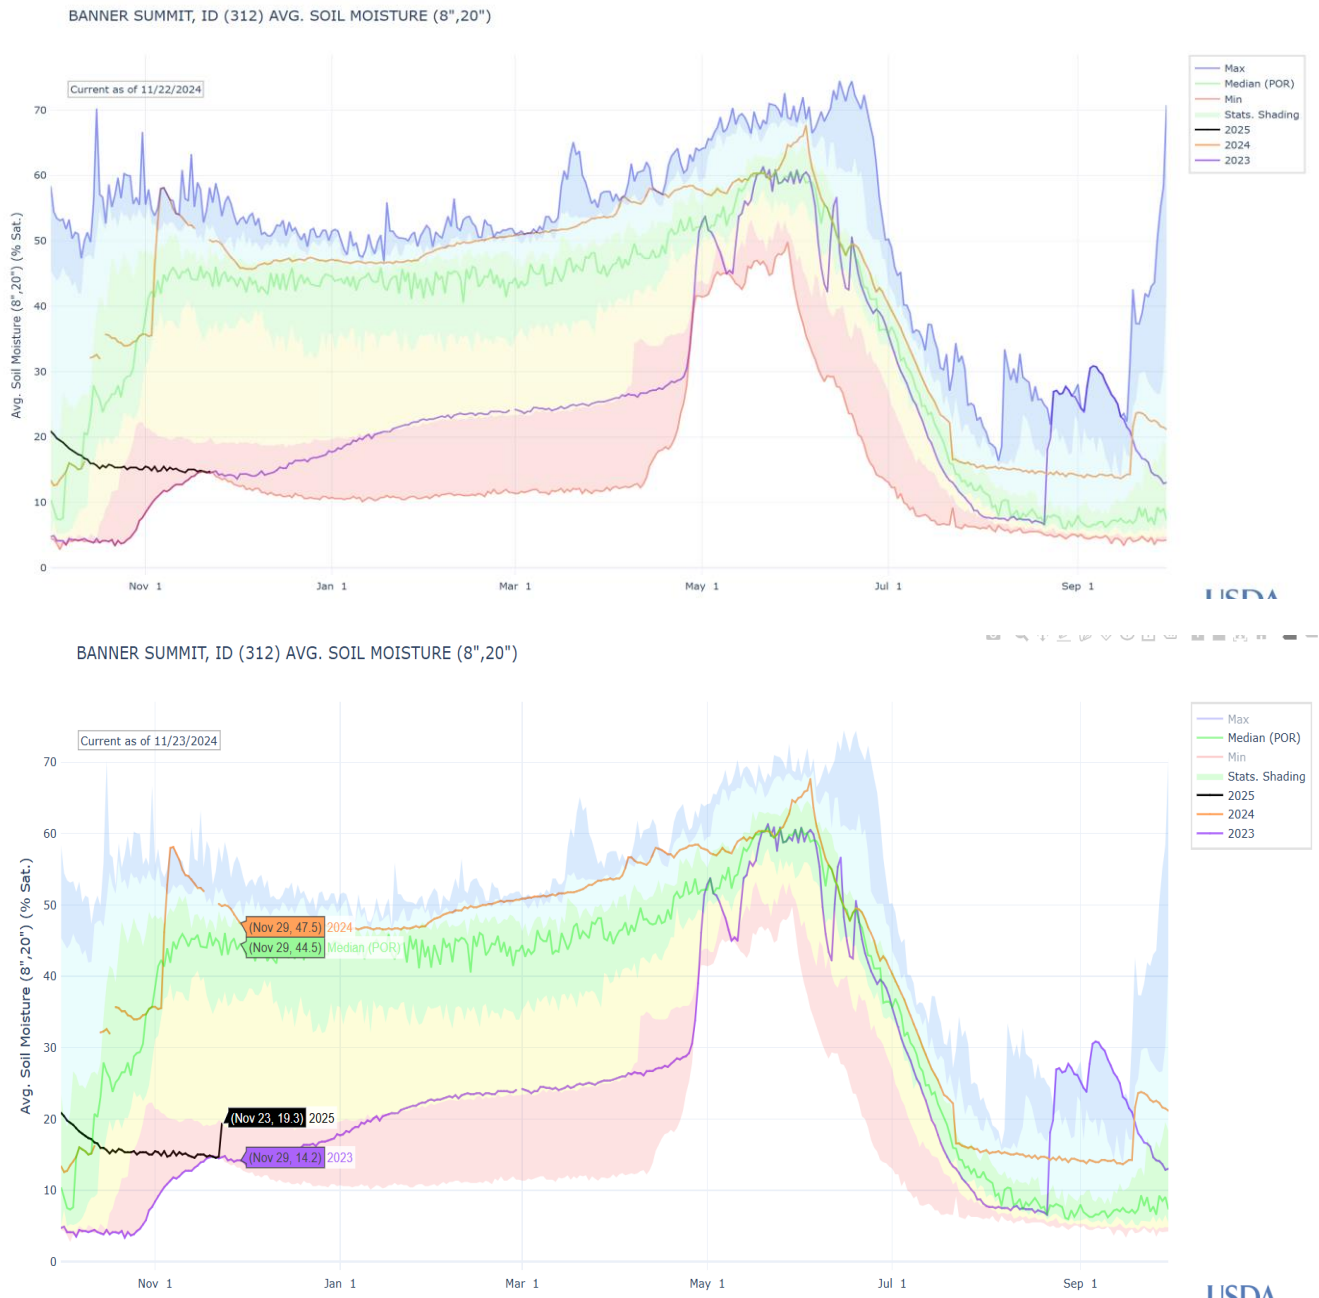 BANNER SUMMIT, ID (312) AVG. SOIL MOISTURE (8",20")
Current as of 11/22/2024
Max
Median (POR)
Min
Stats. Shading
2025
2024
2023
Avg. Soil Moisture (8",20") (% Sat.)
70
60
50
40
30
20
10
0
Nov 1
Jan 1
Mar 1
May 1
Jul 1
Sep 1
USDA
BANNER SUMMIT, ID (312) AVG. SOIL MOISTURE (8",20")
Current as of 11/23/2024
Max
Median (POR)
Min
Stats. Shading
2025
2024
2023
Avg. Soil Moisture (8",20") (% Sat.)
70
60
50
40
30
20
10
0
(Nov 29, 47.5) 2024
(Nov 29, 44.5) Median (POR)
(Nov 23, 19.3) 2025
(Nov 29, 14.2) 2023
Nov 1
Jan 1
Mar 1
May 1
Jul 1
Sep 1
USDA